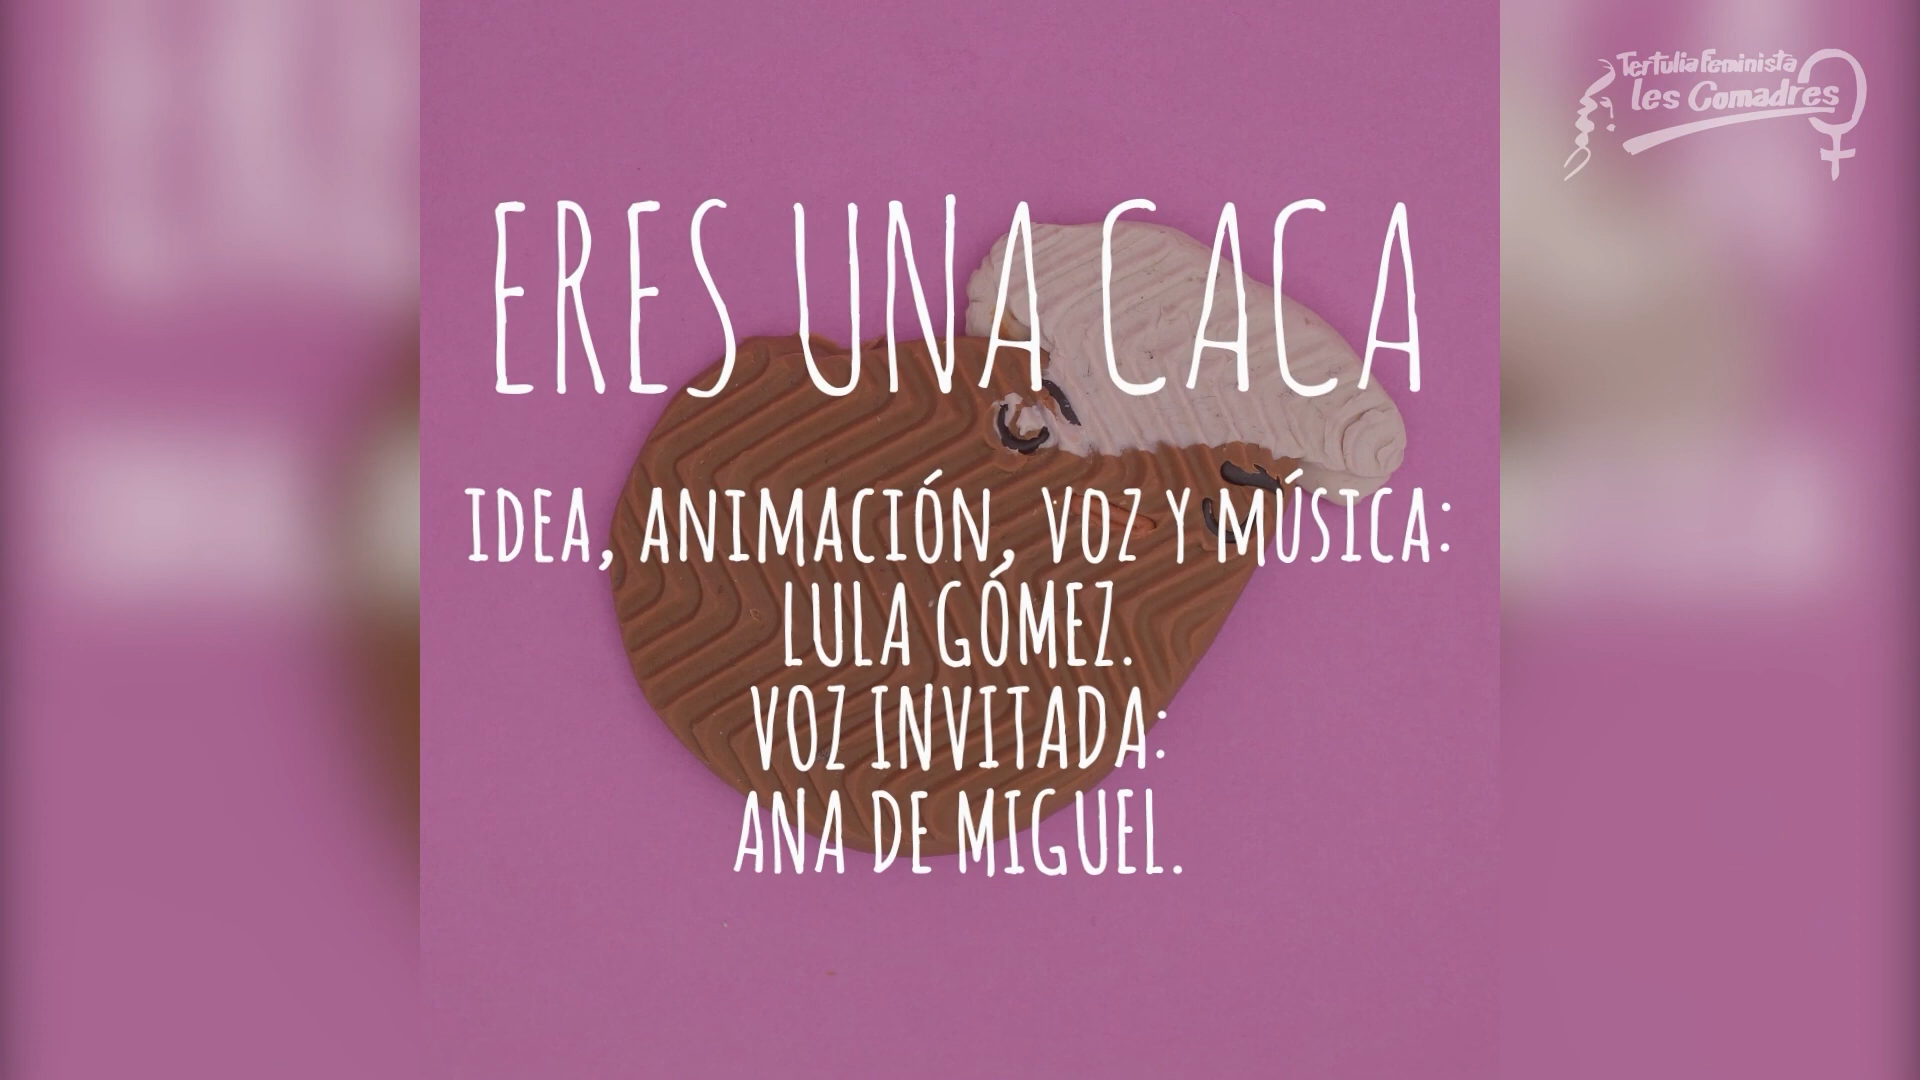 Tertulia Feminista
les Comadres
ERES UNA CACA
IDEA, ANIMACIÓN, VOZ Y MÚSICA:
LULA GÓMEZ.
VOZ INVITADA:
ANA DE MIGUEL.